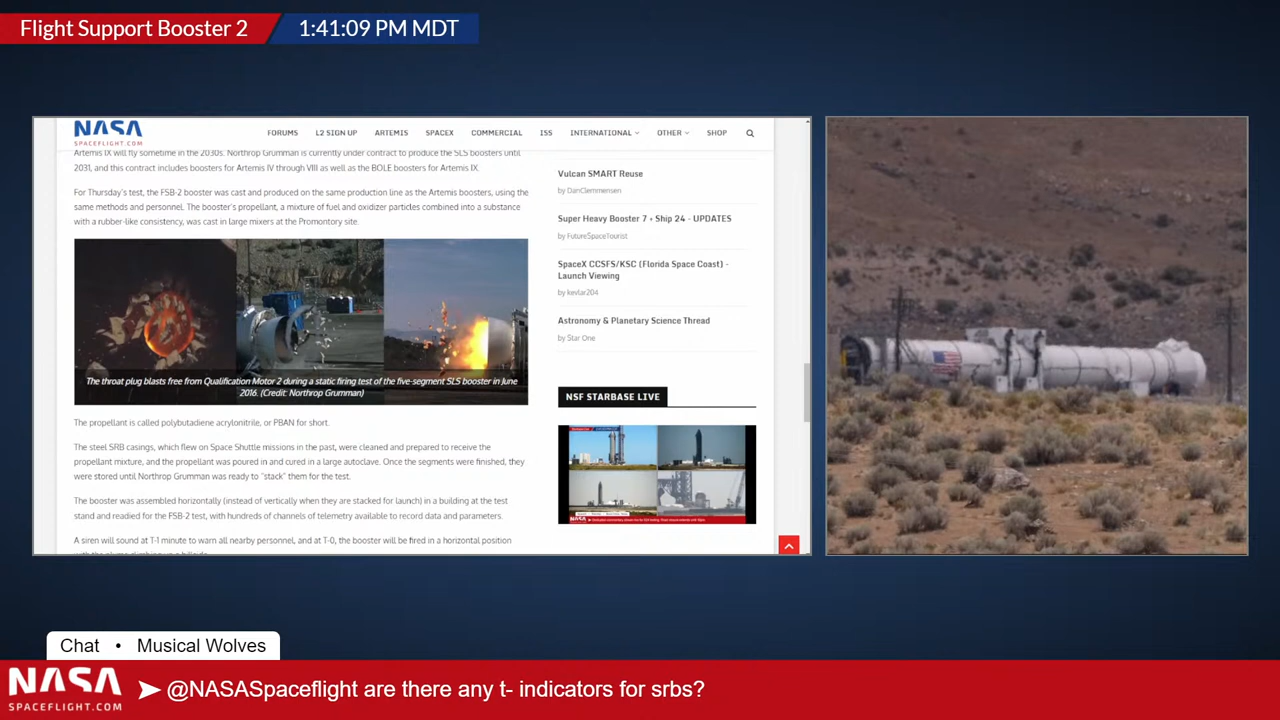 Flight Support Booster 2
1:41:09 PM MDT
NASA
SPACEFLIGHT.COM
FORUMS L2 SIGN UP ARTEMIS SPACEX COMMERCIAL ISS INTERNATIONAL OTHER SHOP
Artemis IX will fly sometime in the 2030s. Northrop Grumman is currently under contract to produce the SLS boosters until
2031, and this contract includes boosters for Artemis IV through VIII as well as the BOLE boosters for Artemis IX.
For Thursday's test, the FSB-2 booster was cast and produced on the same production line as the Artemis boosters, using the
same methods and personnel. The booster's propellant, a mixture of fuel and oxidizer particles combined into a substance
with a rubber-like consistency, was cast in large mixers at the Promontory site.
The throat plug blasts free from Qualification Motor 2 during a static firing test of the five-segment SLS booster in June
2016. (Credit: Northrop Grumman)
The propellant is called polybutadiene acrylonitrile, or PBAN for short.
The steel SRB casings, which flew on Space Shuttle missions in the past, were cleaned and prepared to receive the
propellant mixture, and the propellant was poured in and cured in a large autoclave. Once the segments were finished, they
were stored until Northrop Grumman was ready to "stack" them for the test.
The booster was assembled horizontally (instead of vertically when they are stacked for launch) in a building at the test
stand and readied for the FSB-2 test, with hundreds of channels of telemetry available to record data and parameters.
A siren will sound at T-1 minute to warn all nearby personnel, and at T-0, the booster will be fired in a horizontal position
Vulcan SMART Reuse
by DanClemmensen
Super Heavy Booster 7 + Ship 24 - UPDATES
by FutureSpaceTourist
SpaceX CCSFS/KSC (Florida Space Coast) -
Launch Viewing
by kevlar204
Astronomy & Planetary Science Thread
by Star One
NSF STARBASE LIVE
Chat • Musical Wolves
NASA
SPACEFLIGHT.COM
@NASASpaceflight are there any t- indicators for srbs?